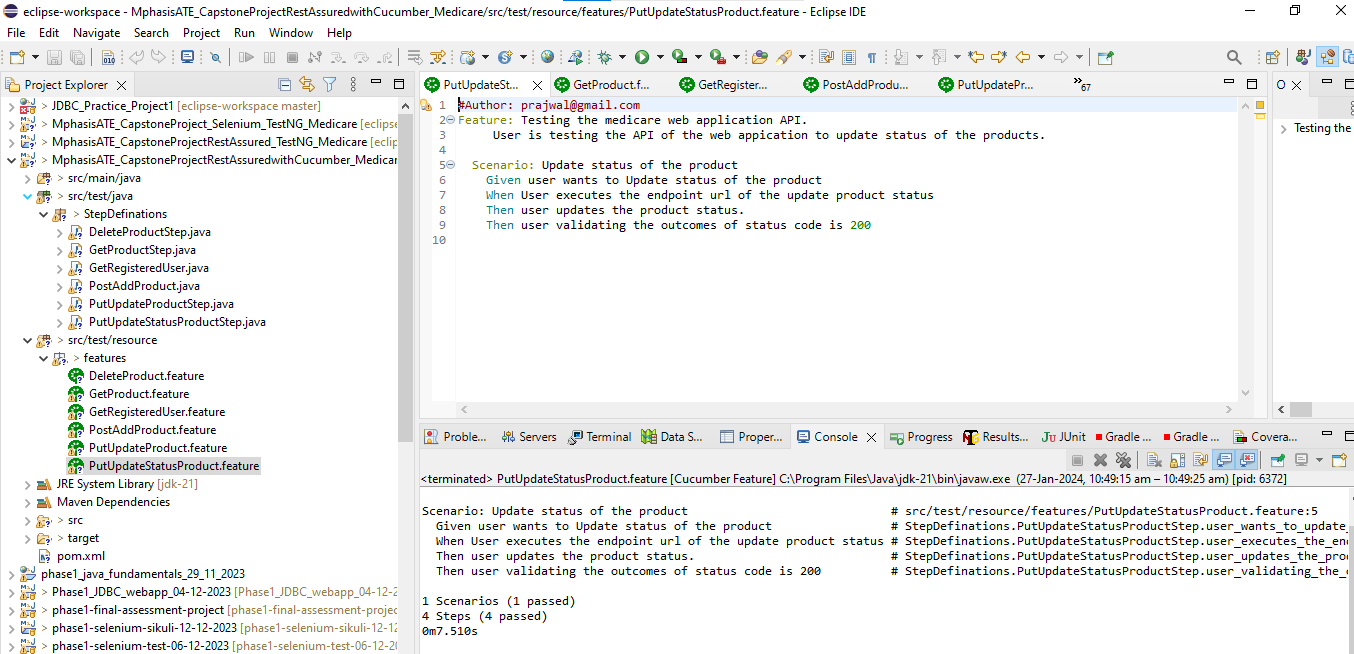 eclipse-workspace - MphasisATE_CapstoneProjectRestAssuredwithCucumber_Medicare/src/test/resource/features/PutUpdateStatusProduct.feature - Eclipse IDE
File Edit Navigate Search Project Run Window Help
Project Explorer
> JDBC_Practice_Project1 [eclipse-workspace master]
> MphasisATE_CapstoneProject_Selenium_TestNG_Medicare [eclipse
> MphasisATE_CapstoneProjectRestAssured_TestNG_Medicare [eclip
> MphasisATE_CapstoneProjectRestAssuredwithCucumber_Medicar
> src/main/java
> src/test/java
> StepDefinations
DeleteProductStep.java
GetProductStep.java
GetRegisteredUser.java
PostAddProduct.java
PutUpdateProductStep.java
PutUpdateStatusProductStep.java
> src/test/resource
> features
DeleteProduct.feature
GetProduct.feature
GetRegisteredUser.feature
PostAddProduct.feature
PutUpdateProduct.feature
PutUpdateStatusProduct.feature
JRE System Library [jdk-21]
Maven Dependencies
> src
> target
pom.xml
phase1_java_fundamentals_29_11_2023
> Phase1_JDBC_webapp_04-12-2023 [Phase1_JDBC_webapp_04-12-2
> phase1-final-assessment-project [phase1-final-assessment-projec
> phase1-selenium-sikuli-12-12-2023 [phase1-selenium-sikuli-12-12
> phase1-selenium-test-06-12-2023 [phase1-selenium-test-06-12-20
PutUpdateSt... GetProduct.f... GetRegister... PostAddProdu... PutUpdatePr... »67
1 #Author: prajwal@gmail.com
2 Feature: Testing the medicare web application API.
3 User is testing the API of the web appication to update status of the products.
4
5 Scenario: Update status of the product
6 Given user wants to Update status of the product
7 When User executes the endpoint url of the update product status
8 Then user updates the product status.
9 Then user validating the outcomes of status code is 200
10
O
Testing the
Proble... Servers Terminal Data S... Proper... Console Progress Results... JUnit Gradle ... Gradle ... Covera...
<terminated> PutUpdateStatusProduct.feature [Cucumber Feature] C:\Program Files\Java\jdk-21\bin\javaw.exe (27-Jan-2024, 10:49:15 am – 10:49:25 am) [pid: 6372]
Scenario: Update status of the product # src/test/resource/features/PutUpdateStatusProduct.feature:5
Given user wants to Update status of the product # StepDefinations.PutUpdateStatusProductStep.user_wants_to_update_
When User executes the endpoint url of the update product status # StepDefinations.PutUpdateStatusProductStep.user_executes_the_en
Then user updates the product status. # StepDefinations.PutUpdateStatusProductStep.user_updates_the_pro
Then user validating the outcomes of status code is 200 # StepDefinations.PutUpdateStatusProductStep.user_validating_the_
1 Scenarios (1 passed)
4 Steps (4 passed)
0m7.510s